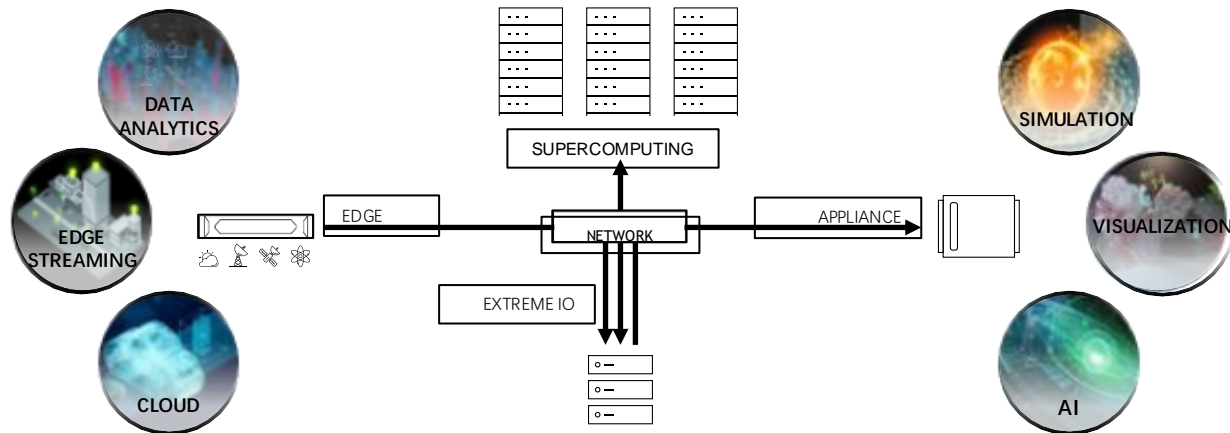 DATA
ANALYTICS
SIMULATION
SUPERCOMPUTING
EDGE
APPLIANCE
NETWORK
EDGE
STREAMING
VISUALIZATION
EXTREME IO
CLOUD
AI